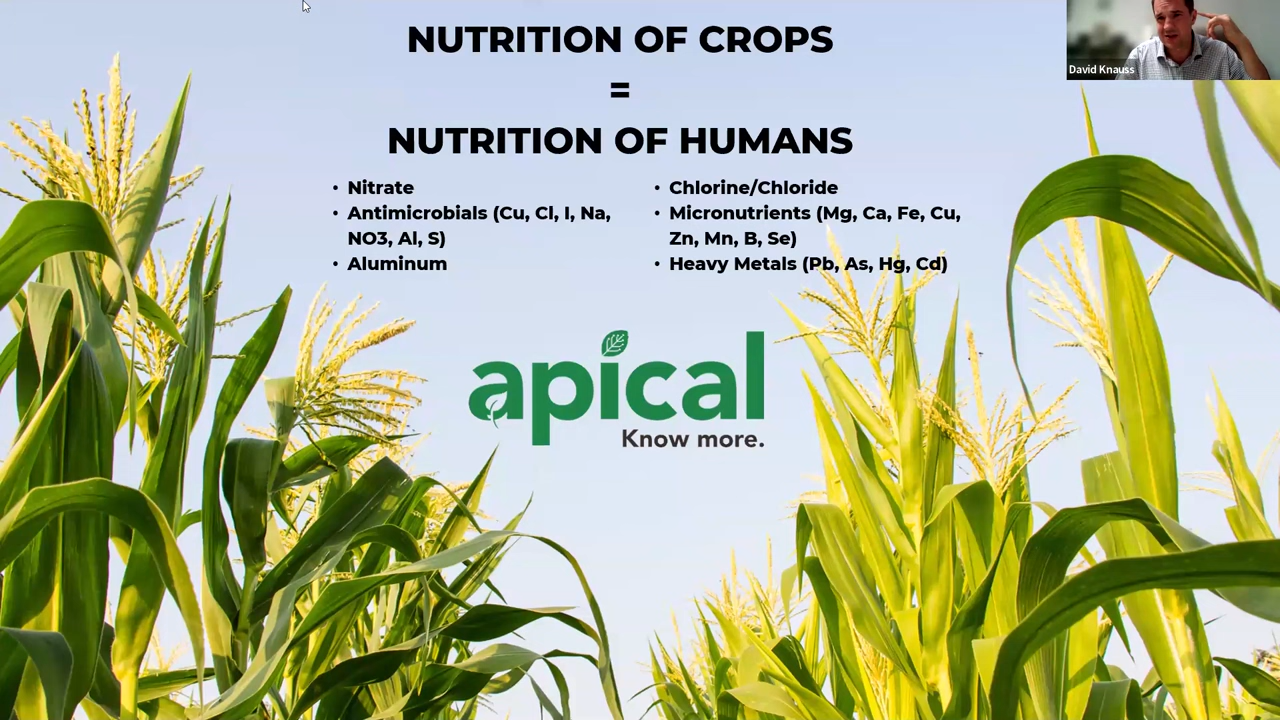 NUTRITION OF CROPS
=
NUTRITION OF HUMANS
• Nitrate
• Antimicrobials (Cu, Cl, I, Na,
NO3, Al, S)
• Aluminum
• Chlorine/Chloride
• Micronutrients (Mg, Ca, Fe, Cu,
Zn, Mn, B, Se)
• Heavy Metals (Pb, As, Hg, Cd)
apical
Know more.
David Knauss